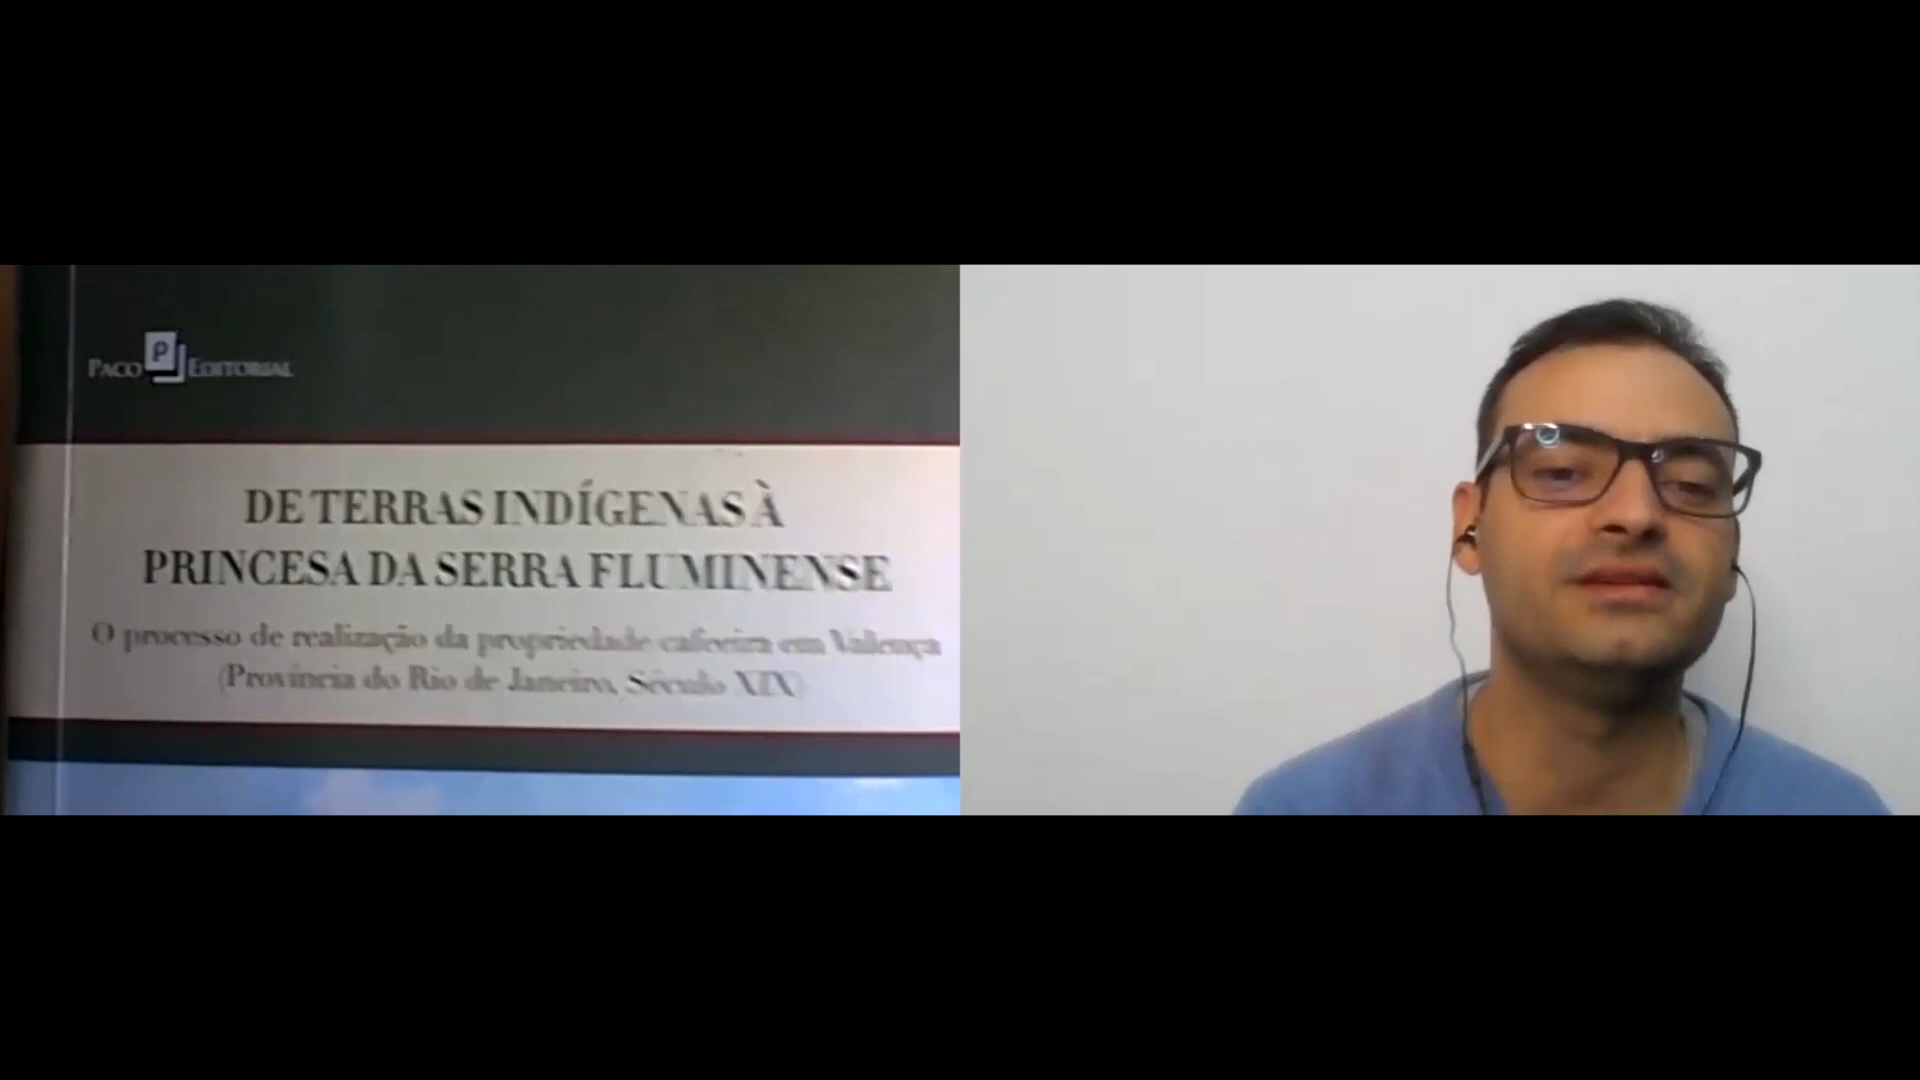 PACO P EDITORIAL
DE TERRAS INDÍGENAS À
PRINCESA DA SERRA FLUMINENSE
O processo de realização da propriedade cafeeira em Valença
(Província do Rio de Janeiro, Século XIX)